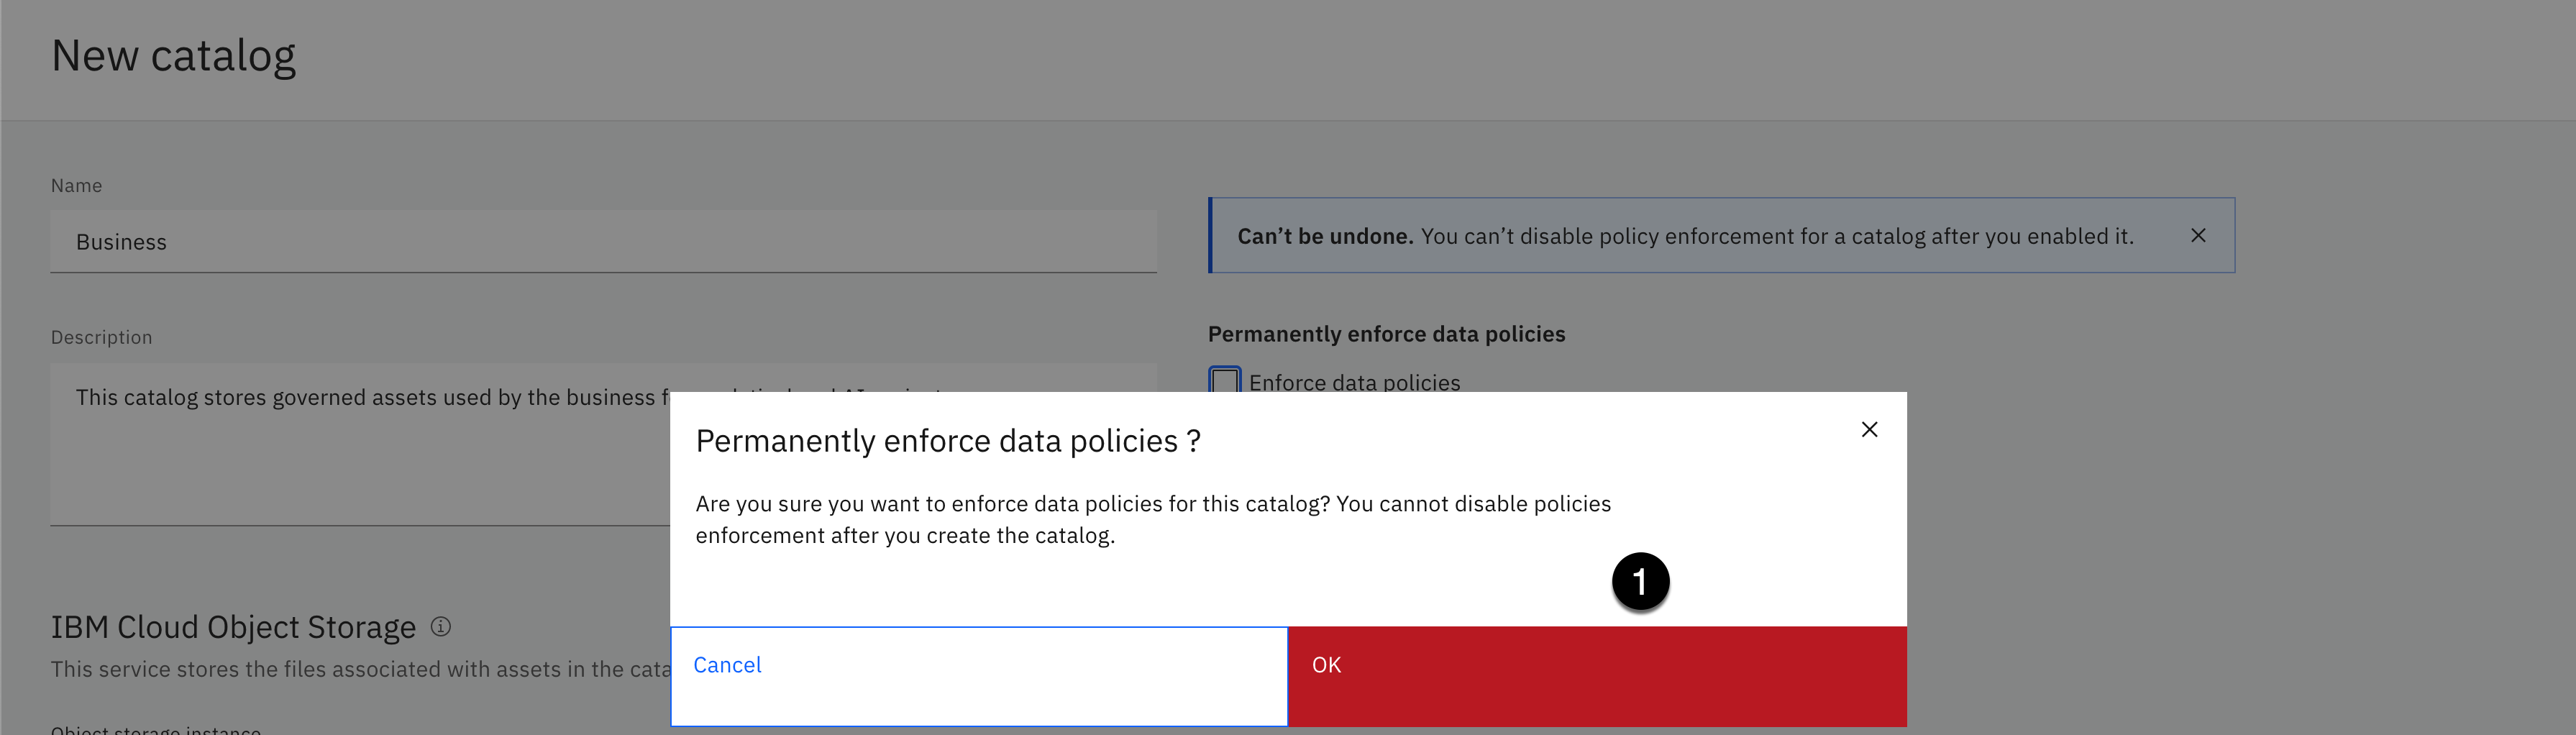 New catalog
Name
Business
Can’t be undone. You can’t disable policy enforcement for a catalog after you enabled it.
Description
This catalog stores governed assets used by the business
Permanently enforce data policies
Enforce data policies
Permanently enforce data policies ?
Are you sure you want to enforce data policies for this catalog? You cannot disable policies
enforcement after you create the catalog.
1
IBM Cloud Object Storage
This service stores the files associated with assets in the
Cancel
OK
Object storage instance